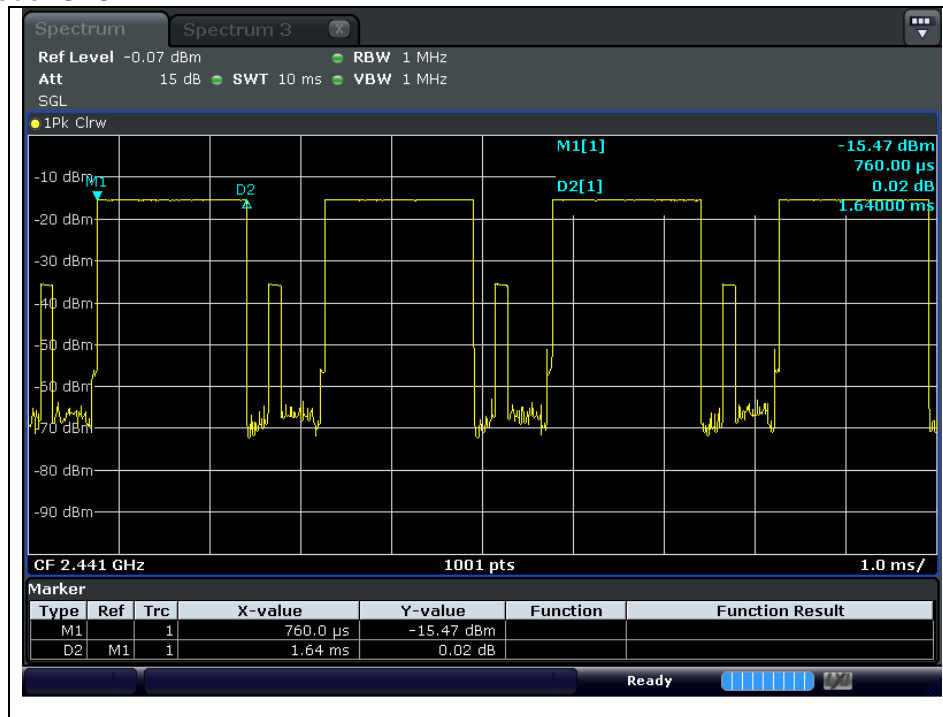 Spectrum Spectrum 3 X
Ref Level -0.07 dBm RBW 1 MHz
Att 15 dB SWT 10 ms VBW 1 MHz
SGL
1Pk Clrw
M1[1] -15.47 dBm
760.00 µs
D2[1] 0.02 dB
1.64000 ms
M1
D2
-10 dBm
-20 dBm
-30 dBm
-40 dBm
-50 dBm
-60 dBm
-70 dBm
-80 dBm
-90 dBm
CF 2.441 GHz 1001 pts 1.0 ms/
Marker
Type Ref Trc X-value Y-value Function Function Result
M1 1 760.0 µs -15.47 dBm
D2 M1 1 1.64 ms 0.02 dB
Ready